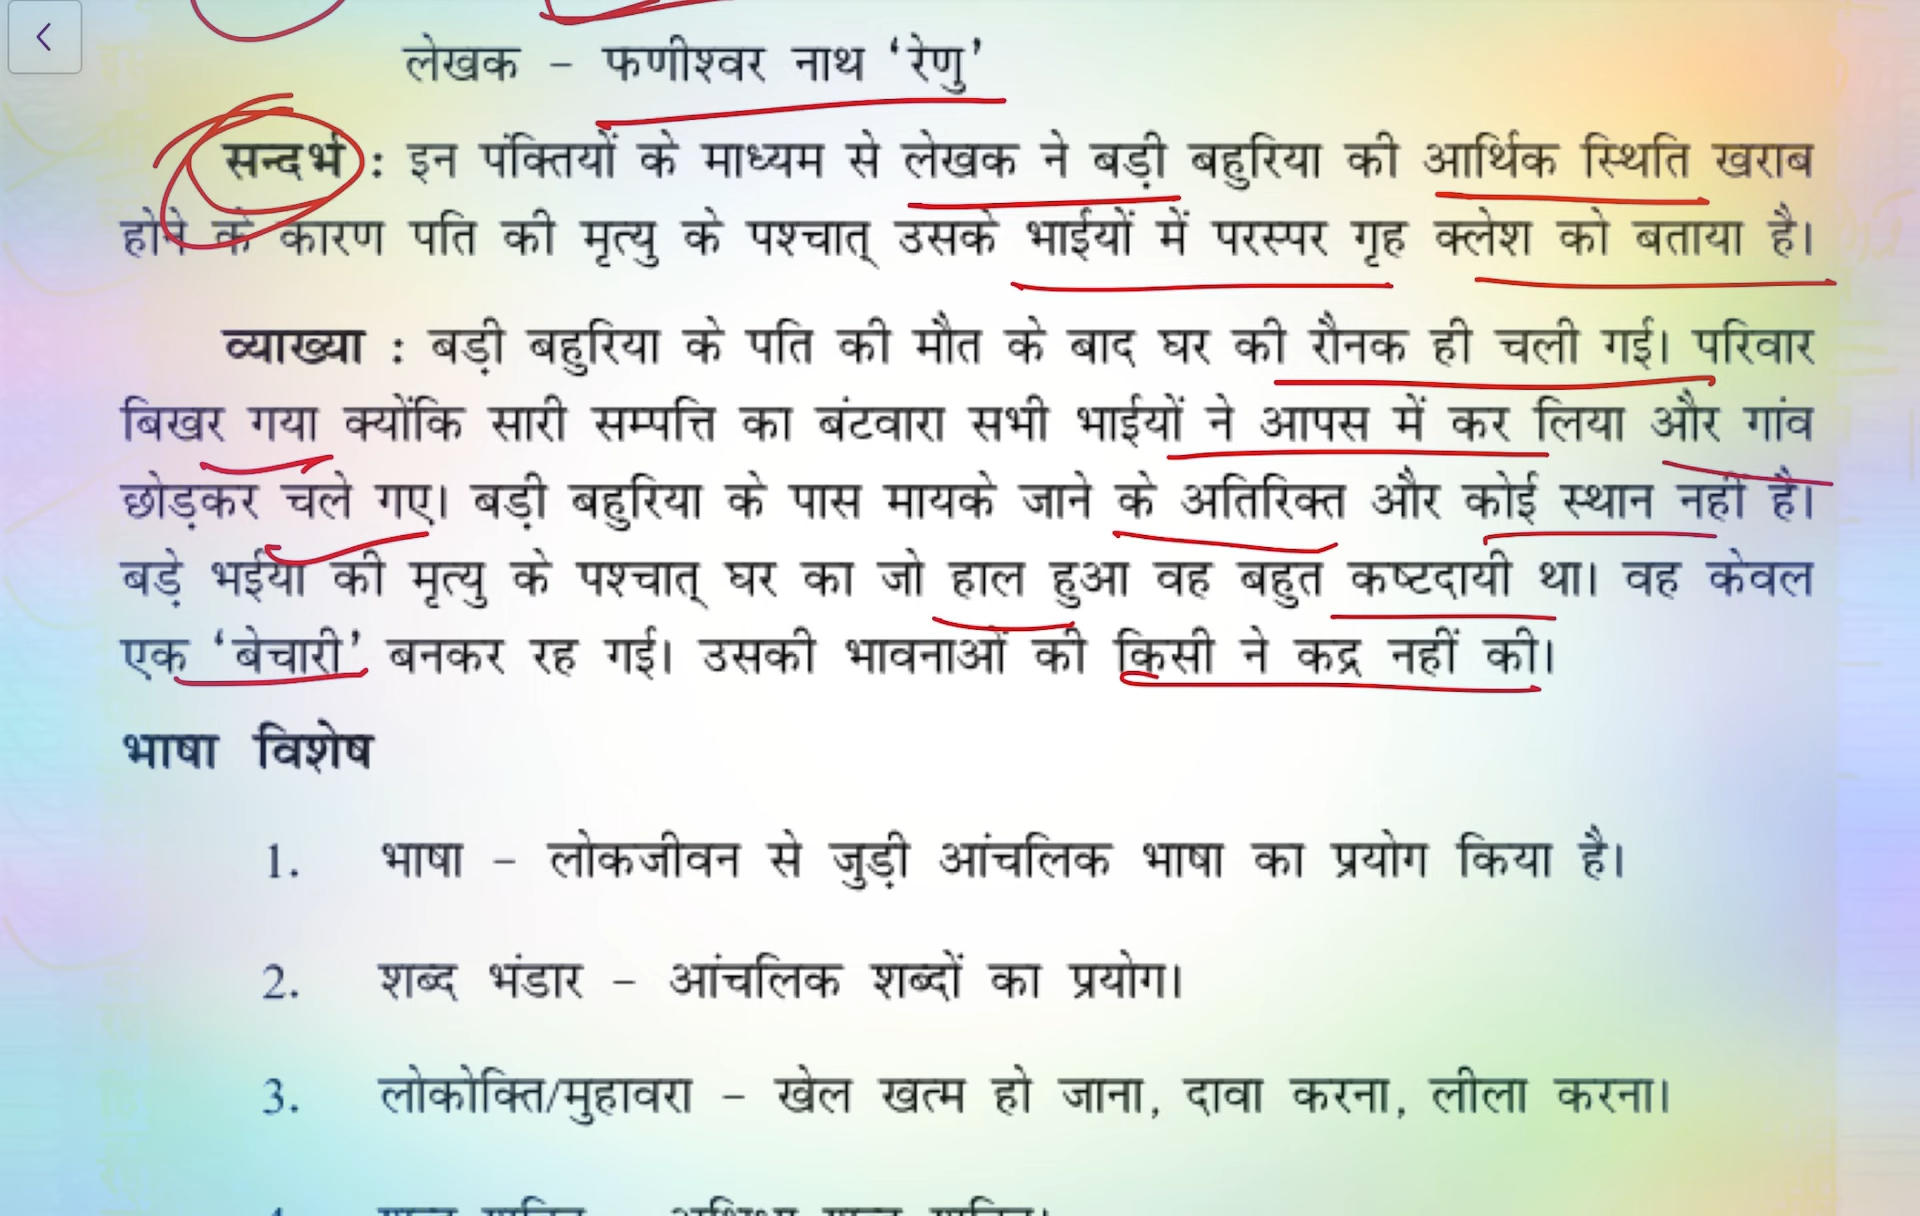 लेखक - फणीश्वर नाथ ‘रेणु’
सन्दर्भ : इन पंक्तियों के माध्यम से लेखक ने बड़ी बहुरिया की आर्थिक स्थिति खराब
होने के कारण पति की मृत्यु के पश्चात् उसके भाईयों में परस्पर गृह क्लेश को बताया है।
व्याख्या : बड़ी बहुरिया के पति की मौत के बाद घर की रौनक ही चली गई। परिवार
बिखर गया क्योंकि सारी सम्पत्ति का बंटवारा सभी भाईयों ने आपस में कर लिया और गांव
छोड़कर चले गए। बड़ी बहुरिया के पास मायके जाने के अतिरिक्त और कोई स्थान नहीं है।
बड़े भईया की मृत्यु के पश्चात् घर का जो हाल हुआ वह बहुत कष्टदायी था। वह केवल
एक ‘बेचारी’ बनकर रह गई। उसकी भावनाओं की किसी ने कद्र नहीं की।
भाषा विशेष
1. भाषा - लोकजीवन से जुड़ी आंचलिक भाषा का प्रयोग किया है।
2. शब्द भंडार - आंचलिक शब्दों का प्रयोग।
3. लोकोक्ति/मुहावरा - खेल खत्म हो जाना, दावा करना, लीला करना।